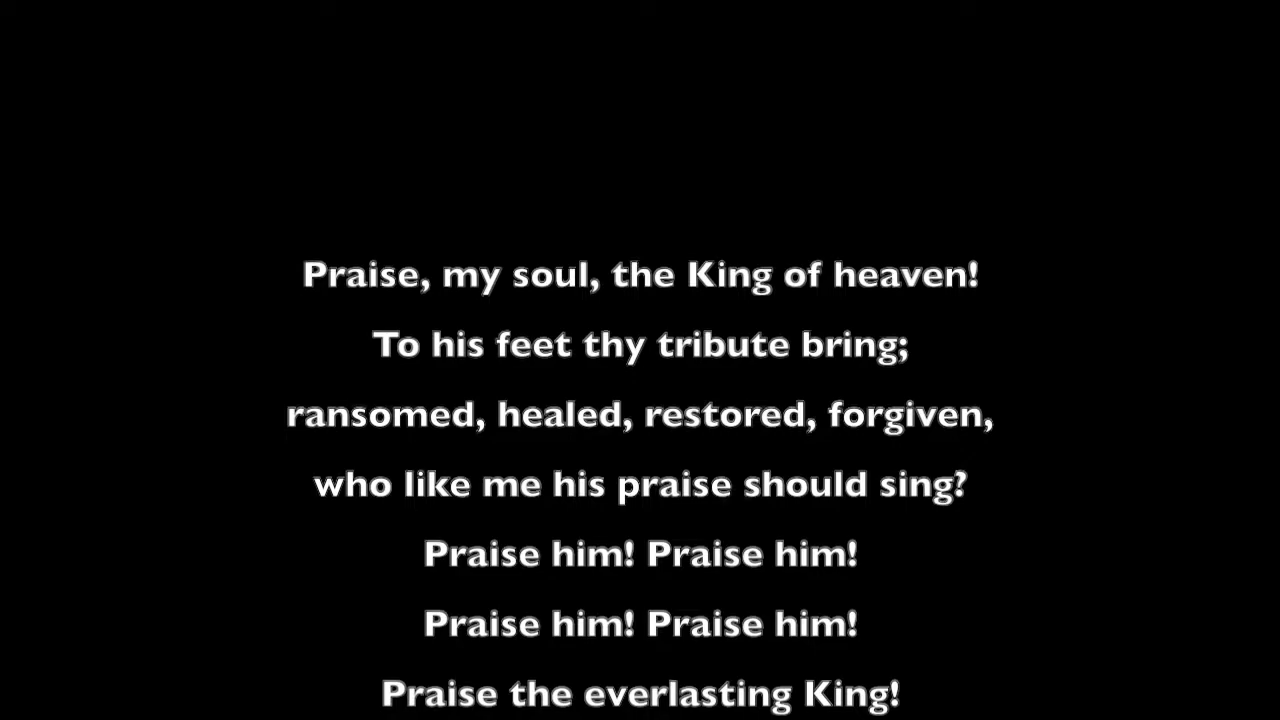 Praise, my soul, the King of heaven!
To his feet thy tribute bring;
ransomed, healed, restored, forgiven,
who like me his praise should sing?
Praise him! Praise him!
Praise him! Praise him!
Praise the everlasting King!